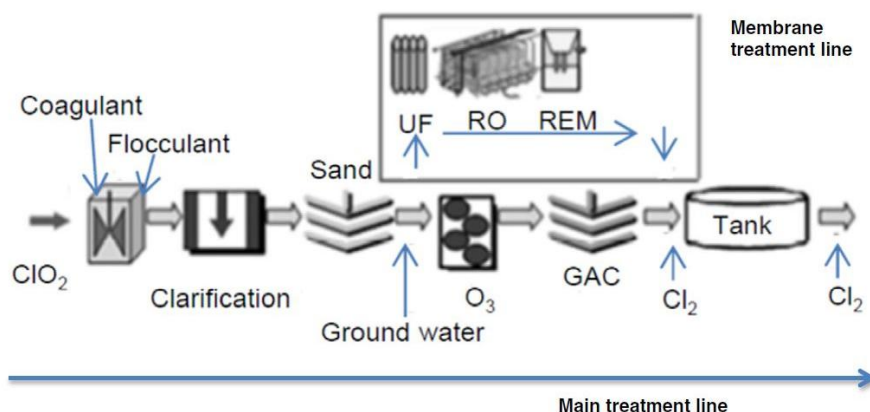 Membrane
treatment line
Coagulant
Flocculant
UF
RO
REM
Sand
Tank
ClO₂
Clarification
O₃
GAC
Cl₂
Cl₂
Ground water
Main treatment line